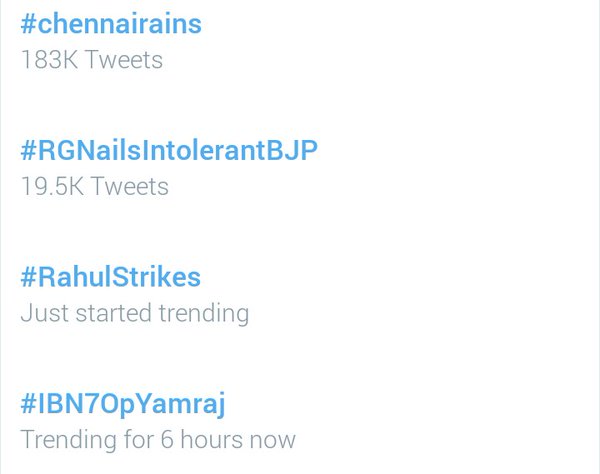 #chennairains
183K Tweets
#RGNailsIntolerantBJP
19.5K Tweets
#RahulStrikes
Just started trending
#IBN7OpYamraj
Trending for 6 hours now